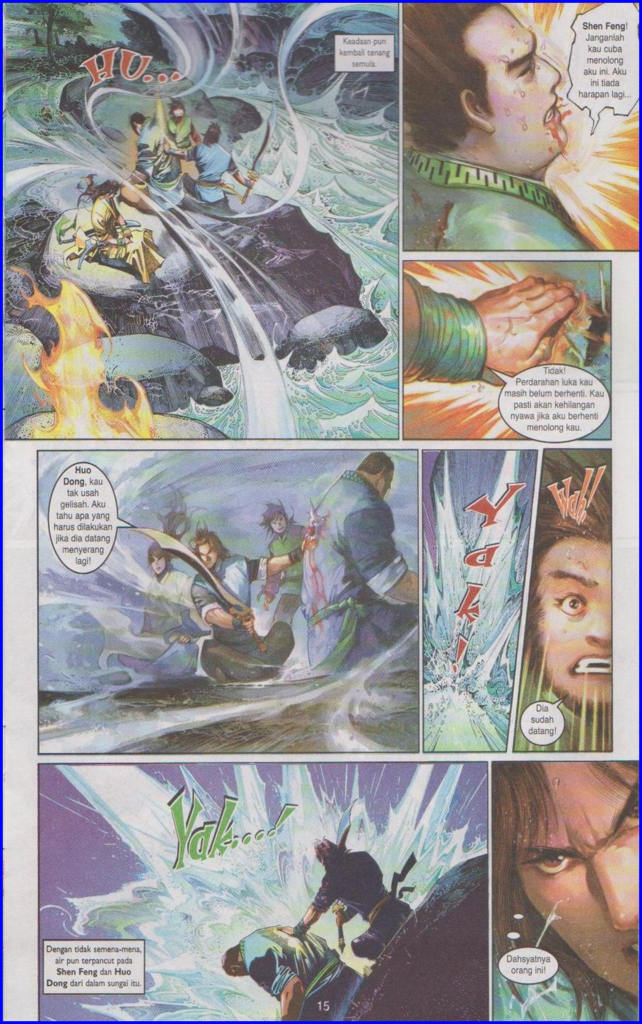 HU...
Keadaan pun
kembali tenang
semula.
Shen Feng!
Janganlah
kau cuba
menolong
aku ini. Aku
ini tiada
harapan lagi...
Tidak!
Perdarahan luka kau
masih belum berhenti. Kau
pasti akan kehilangan
nyawa jika aku berhenti
menolong kau.
Huo
Dong, kau
tak usah
gelisah. Aku
tahu apa yang
harus dilakukan
jika dia datang
menyerang
lagi!
Yak!
Wah!
Dia
sudah
datang!
Yak....!
Dengan tidak semena-mena,
air pun terpancut pada
Shen Feng dan Huo
Dong dari dalam sungai itu.
Dahsyatnya
orang ini!
15